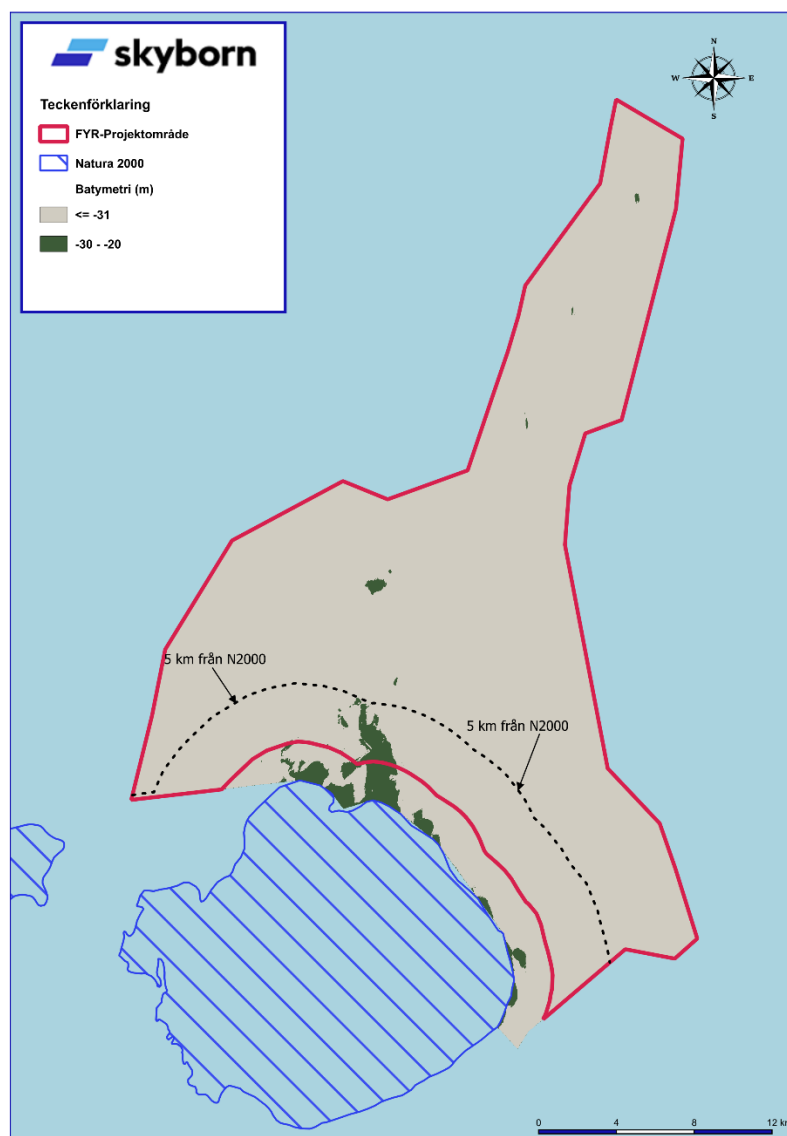 skyborn
Teckenförklaring
FYR-Projektområde
Natura 2000
Batymetri (m)
<= -31
-30 - -20
N
W
E
S
5 km från N2000
5 km från N2000
0
4
8
12 km